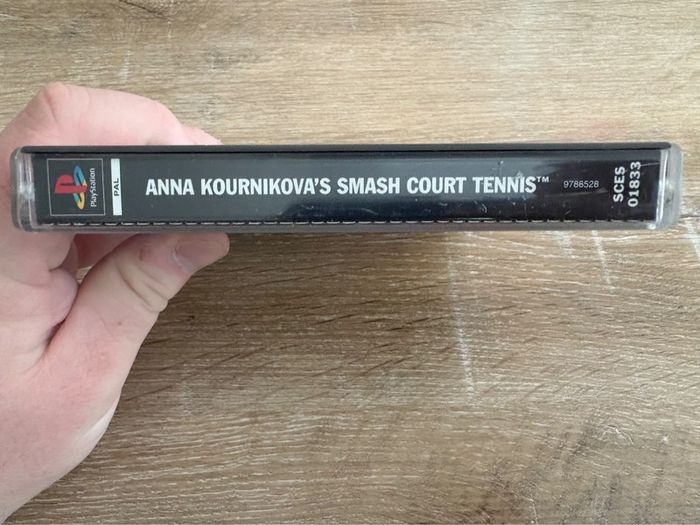 PlayStation
PAL
ANNA KOURNIKOVA'S SMASH COURT TENNIS™
9786528
SCES
01833